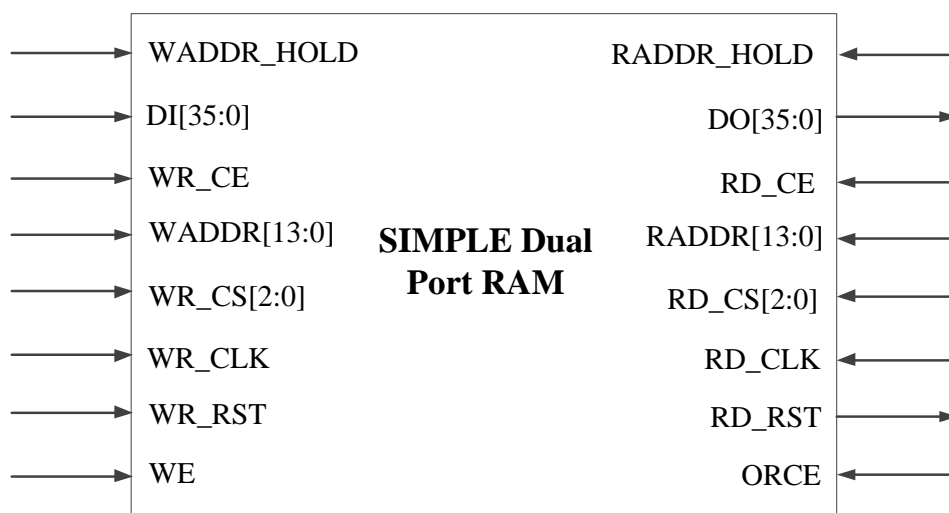 WADDR_HOLD
DI[35:0]
WR_CE
WADDR[13:0]
WR_CS[2:0]
WR_CLK
WR_RST
WE
SIMPLE Dual
Port RAM
RADDR_HOLD
DO[35:0]
RD_CE
RADDR[13:0]
RD_CS[2:0]
RD_CLK
RD_RST
ORCE